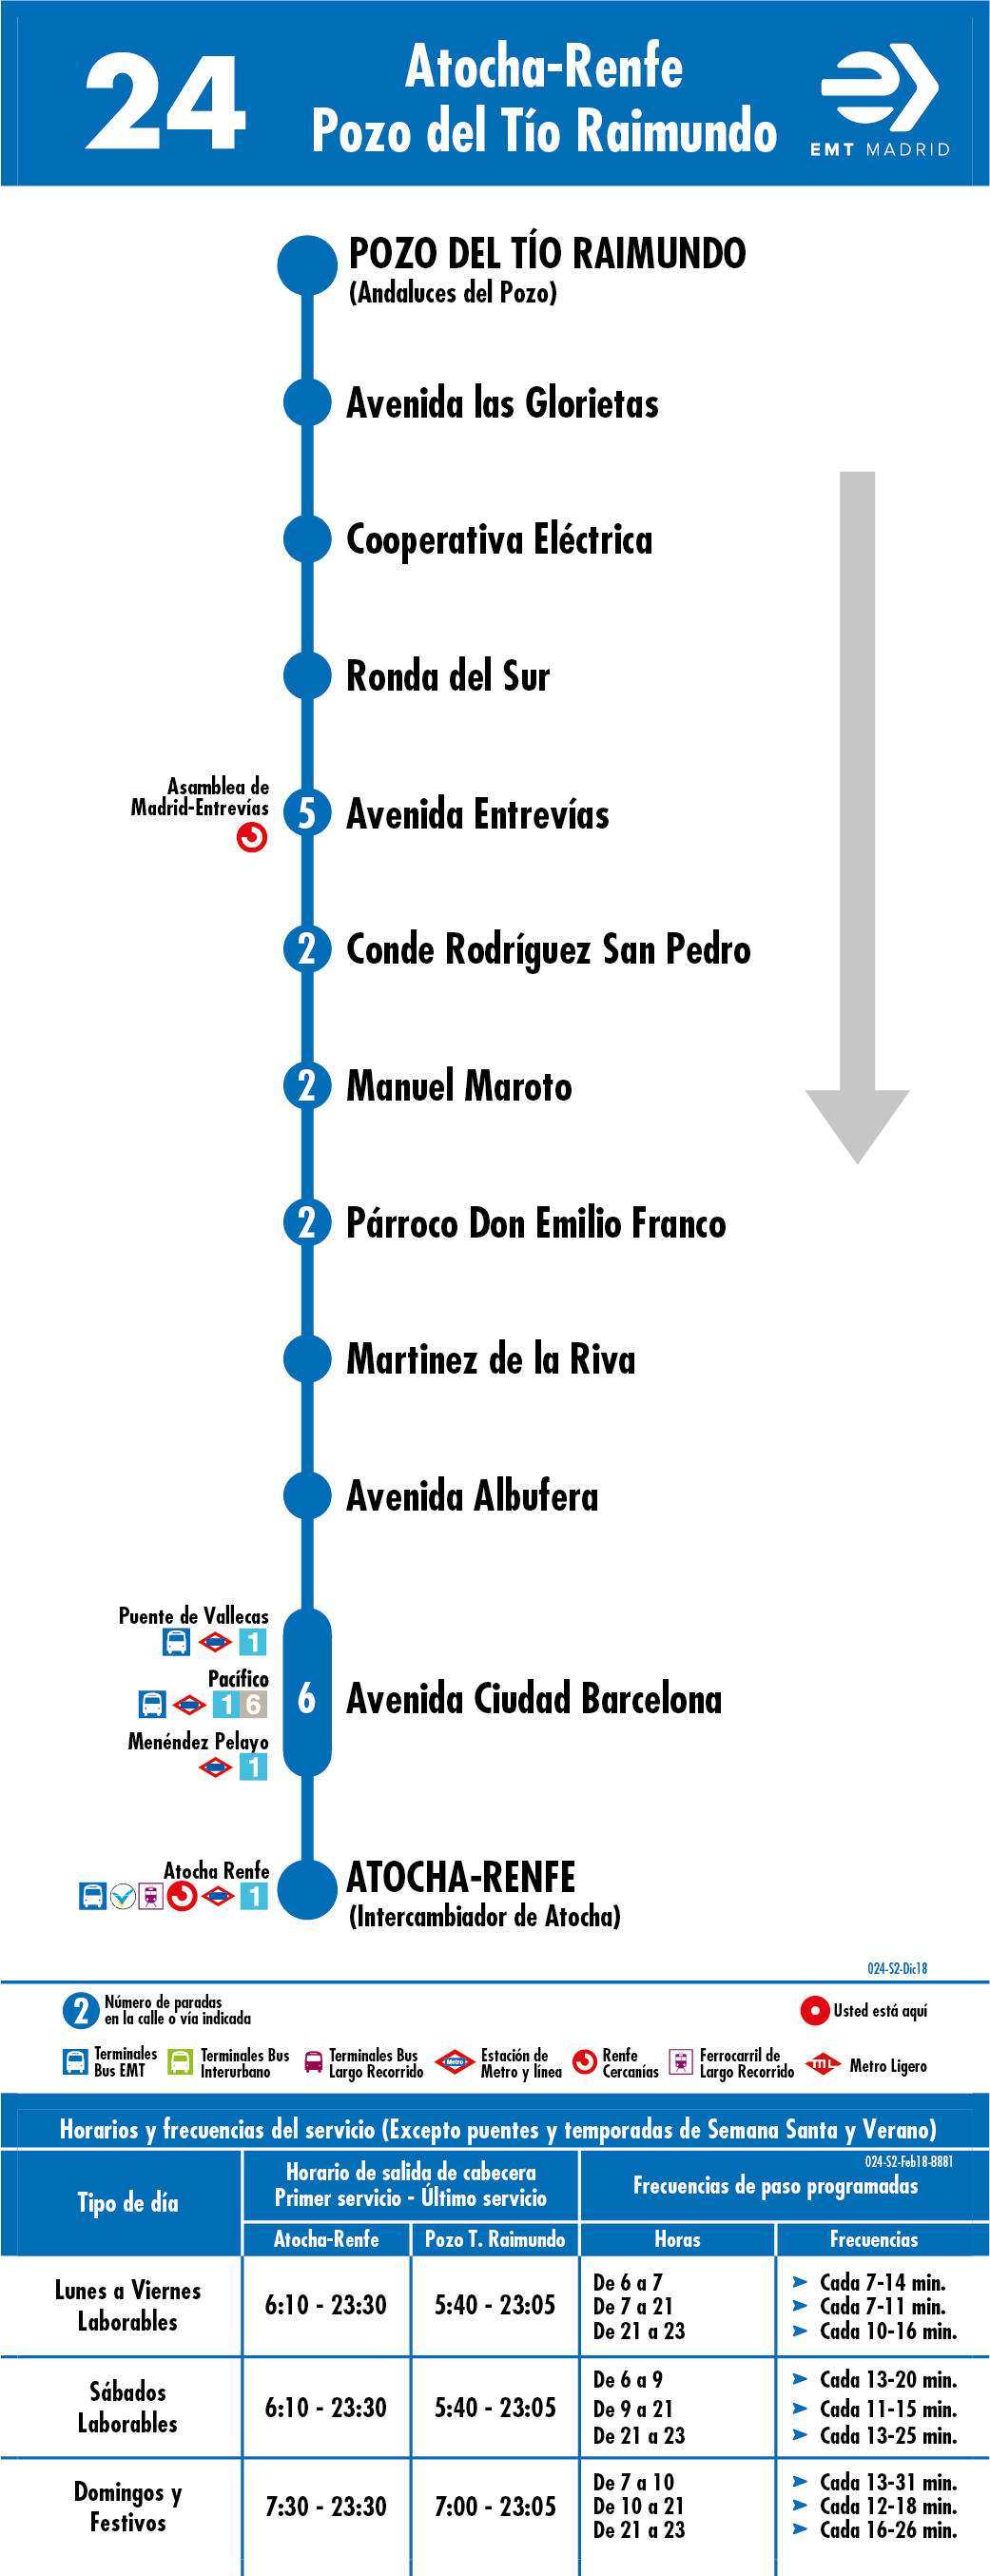 24
Atocha-Renfe
Pozo del Tío Raimundo
EMT MADRID
POZO DEL TÍO RAIMUNDO
(Andaluces del Pozo)
Avenida las Glorietas
Cooperativa Eléctrica
Ronda del Sur
Asamblea de
Madrid-Entrevías
5 Avenida Entrevías
2 Conde Rodríguez San Pedro
2 Manuel Maroto
2 Párroco Don Emilio Franco
Martinez de la Riva
Avenida Albufera
Puente de Vallecas
1
Pacífico
1 6
Menéndez Pelayo
1
6 Avenida Ciudad Barcelona
Atocha Renfe
1
ATOCHA-RENFE
(Intercambiador de Atocha)
024-S2-Dic18
2 Número de paradas
en la calle o vía indicada
Usted está aquí
Terminales
Bus EMT
Terminales Bus
Interurbano
Terminales Bus
Largo Recorrido
Metro
Estación de
Metro y línea
Renfe
Cercanías
Ferrocarril de
Largo Recorrido
ML
Metro Ligero
Horarios y frecuencias del servicio (Excepto puentes y temporadas de Semana Santa y Verano)
024-S2-Feb18-8881
Tipo de día
Horario de salida de cabecera
Primer servicio - Último servicio
Frecuencias de paso programadas
Atocha-Renfe Pozo T. Raimundo Horas Frecuencias
Lunes a Viernes
Laborables
6:10 - 23:30 5:40 - 23:05
De 6 a 7 Cada 7-14 min.
De 7 a 21 Cada 7-11 min.
De 21 a 23 Cada 10-16 min.
Sábados
Laborables
6:10 - 23:30 5:40 - 23:05
De 6 a 9 Cada 13-20 min.
De 9 a 21 Cada 11-15 min.
De 21 a 23 Cada 13-25 min.
Domingos y
Festivos
7:30 - 23:30 7:00 - 23:05
De 7 a 10 Cada 13-31 min.
De 10 a 21 Cada 12-18 min.
De 21 a 23 Cada 16-26 min.